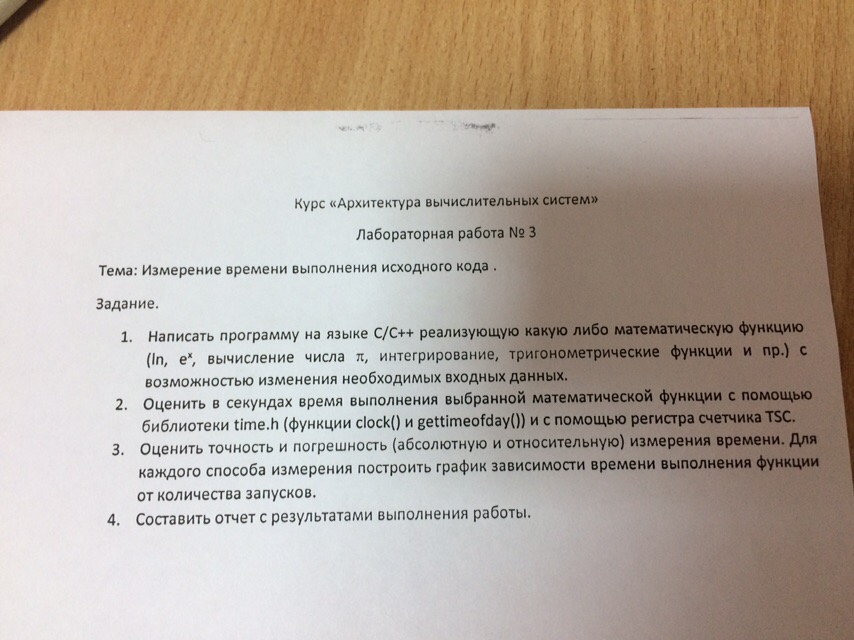 Курс «Архитектура вычислительных систем»
Лабораторная работа № 3
Тема: Измерение времени выполнения исходного кода .
Задание.
1. Написать программу на языке С/С++ реализующую какую либо математическую функцию
(ln, eˣ, вычисление числа π, интегрирование, тригонометрические функции и пр.) с
возможностью изменения необходимых входных данных.
2. Оценить в секундах время выполнения выбранной математической функции с помощью
библиотеки time.h (функции clock() и gettimeofday()) и с помощью регистра счетчика TSC.
3. Оценить точность и погрешность (абсолютную и относительную) измерения времени. Для
каждого способа измерения построить график зависимости времени выполнения функции
от количества запусков.
4. Составить отчет с результатами выполнения работы.